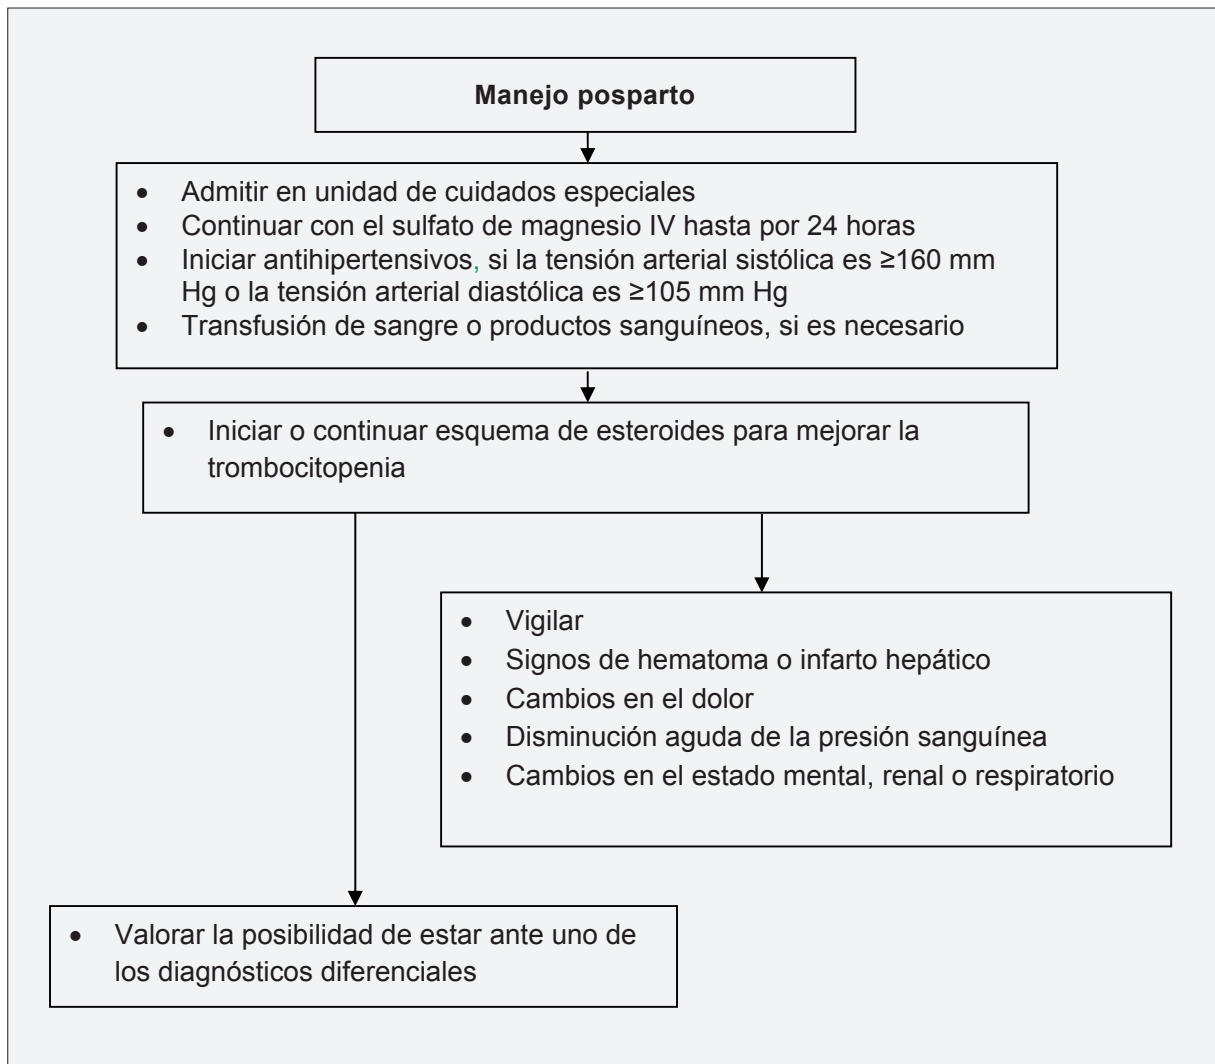 Manejo posparto
• Admitir en unidad de cuidados especiales
• Continuar con el sulfato de magnesio IV hasta por 24 horas
• Iniciar antihipertensivos, si la tensión arterial sistólica es ≥160 mm
Hg o la tensión arterial diastólica es ≥105 mm Hg
• Transfusión de sangre o productos sanguíneos, si es necesario
• Iniciar o continuar esquema de esteroides para mejorar la
trombocitopenia
• Vigilar
• Signos de hematoma o infarto hepático
• Cambios en el dolor
• Disminución aguda de la presión sanguínea
• Cambios en el estado mental, renal o respiratorio
• Valorar la posibilidad de estar ante uno de
los diagnósticos diferenciales